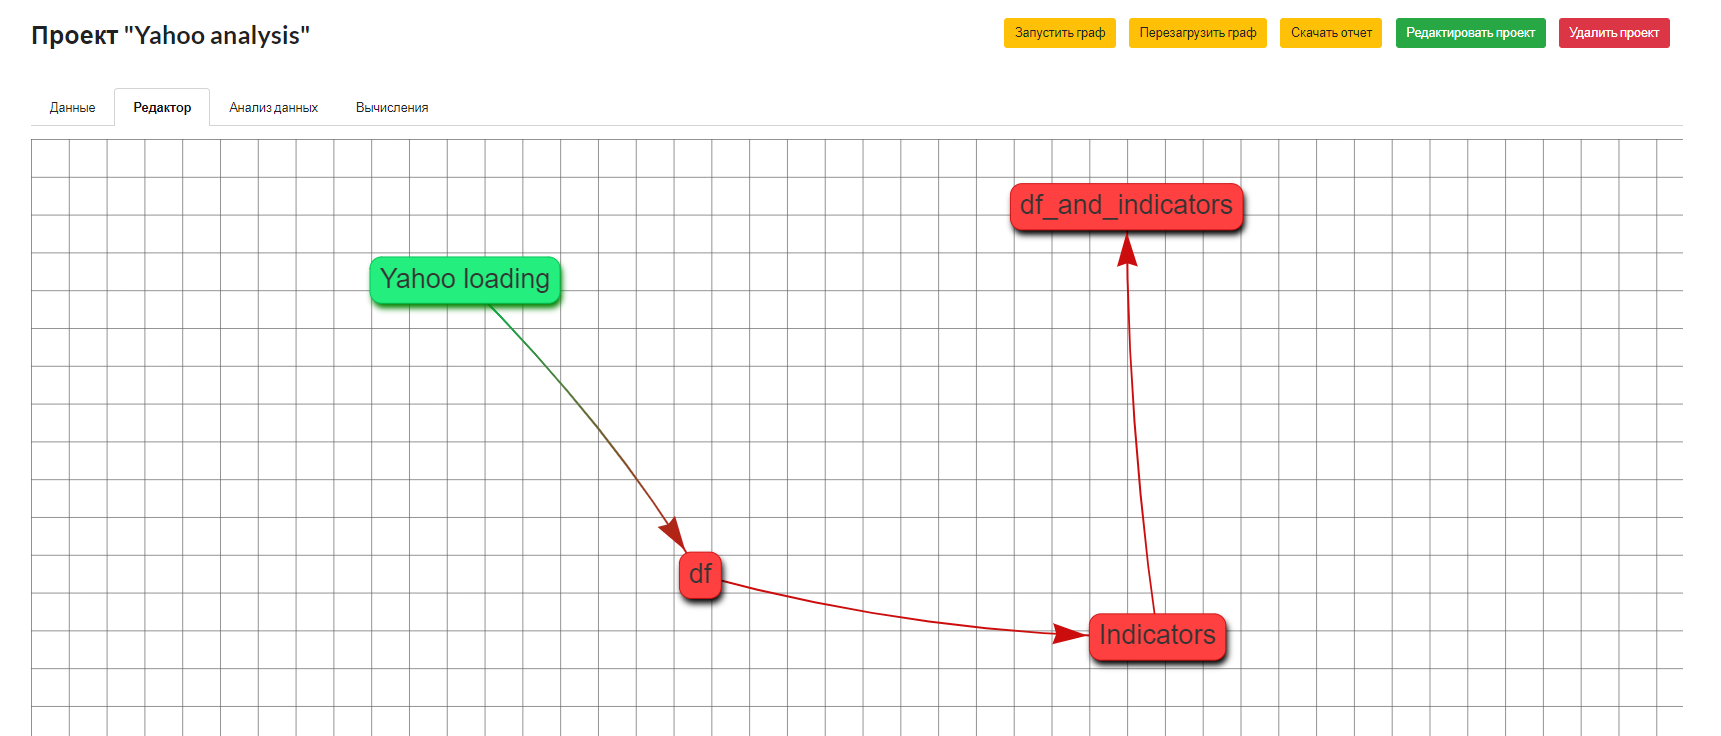 Проект "Yahoo analysis"
Запустить граф
Перезагрузить граф
Скачать отчет
Редактировать проект
Удалить проект
Данные
Редактор
Анализ данных
Вычисления
df_and_indicators
Yahoo loading
df
Indicators